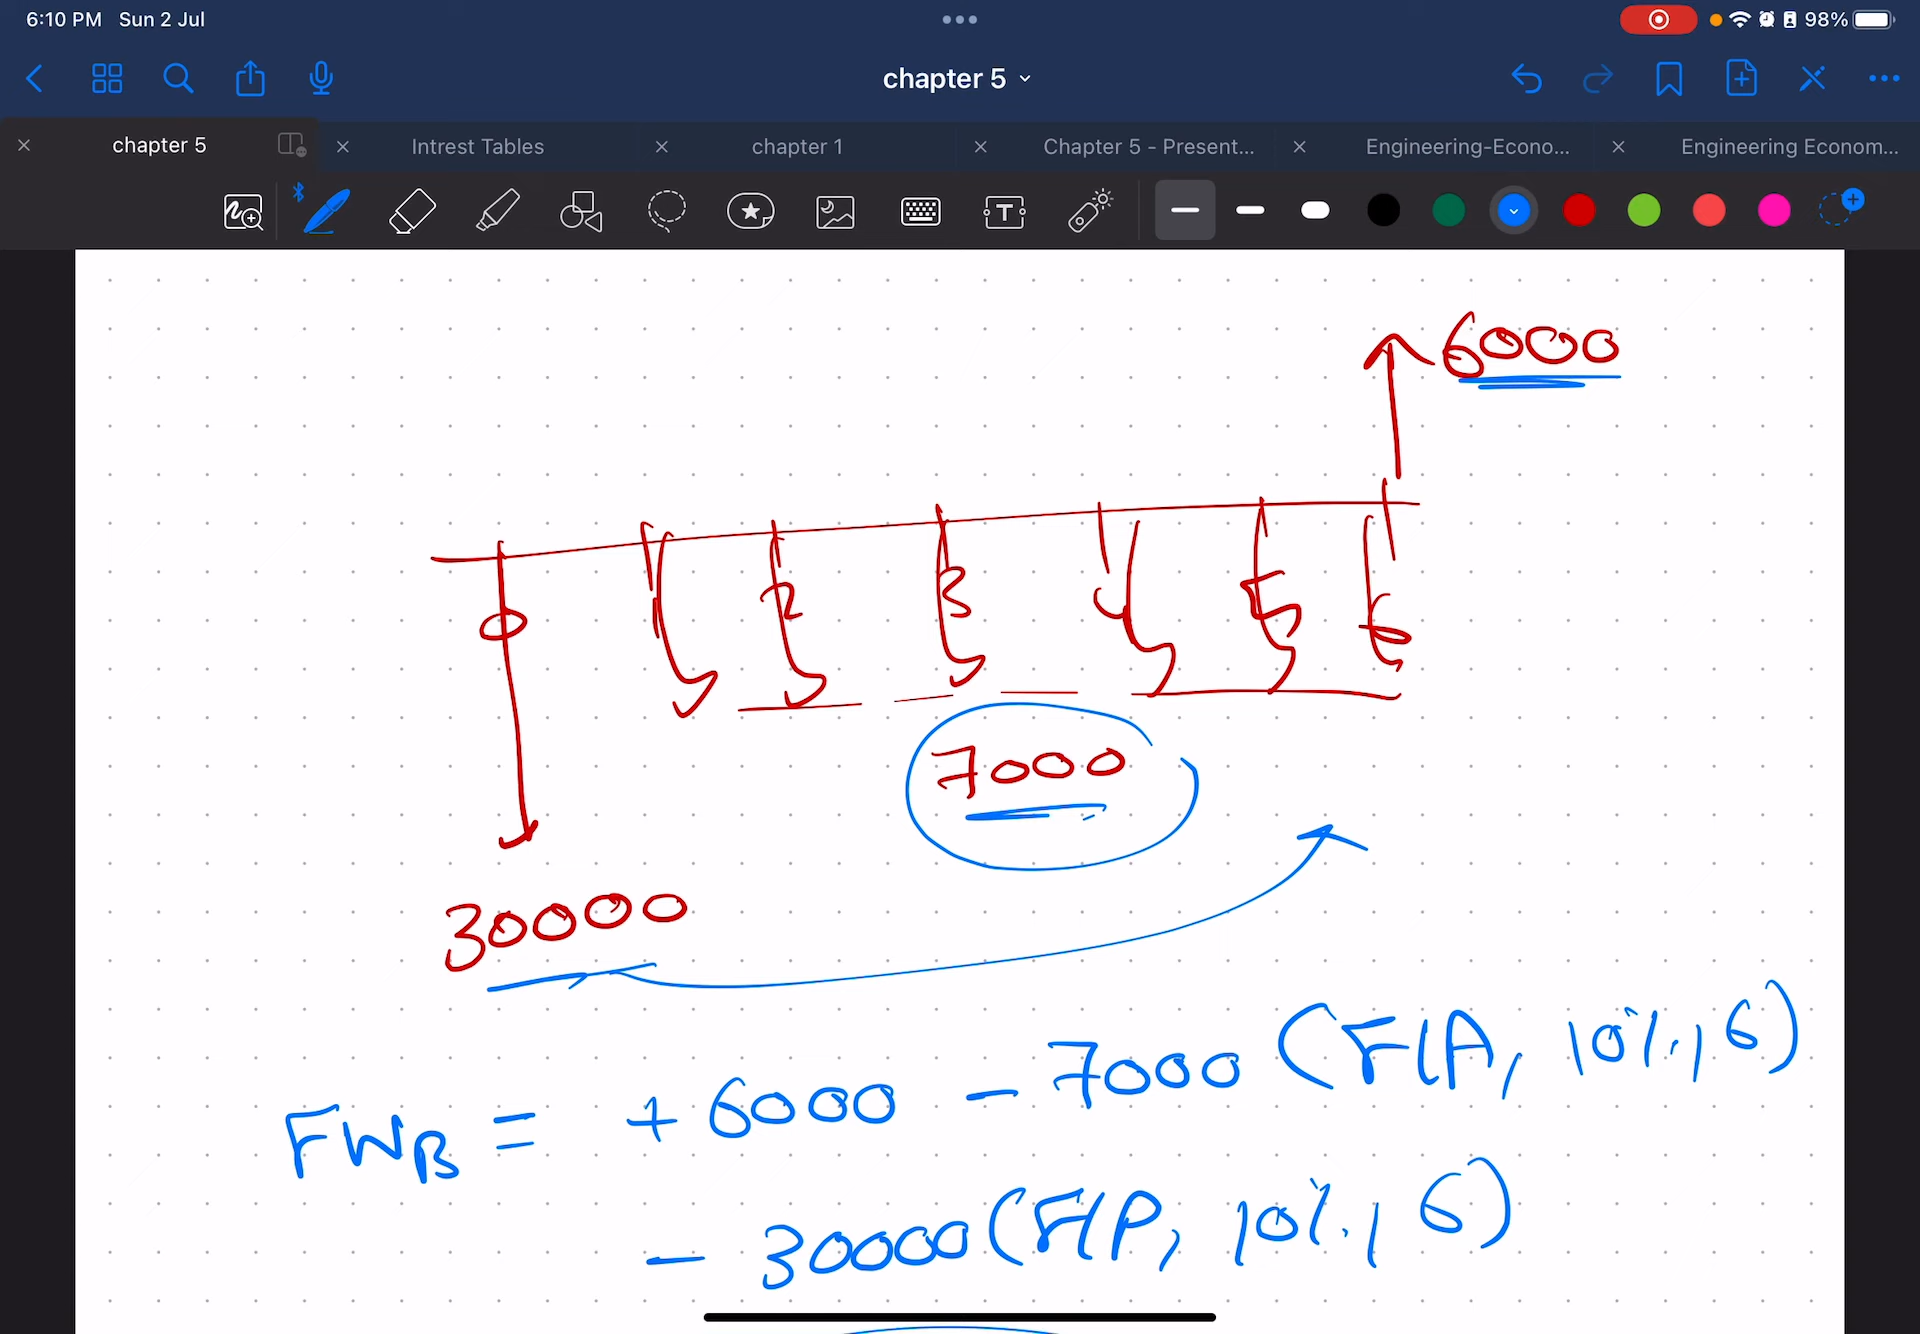 6:10 PM Sun 2 Jul 98%
chapter 5
chapter 5 Intrest Tables chapter 1 Chapter 5 - Present... Engineering-Econo... Engineering Econom...
T
6000
0 1 2 3 4 5 6
7000
30000
FWB = + 6000 - 7000 (F/A, 10%, 6)
- 30000 (F/P, 10%, 6)